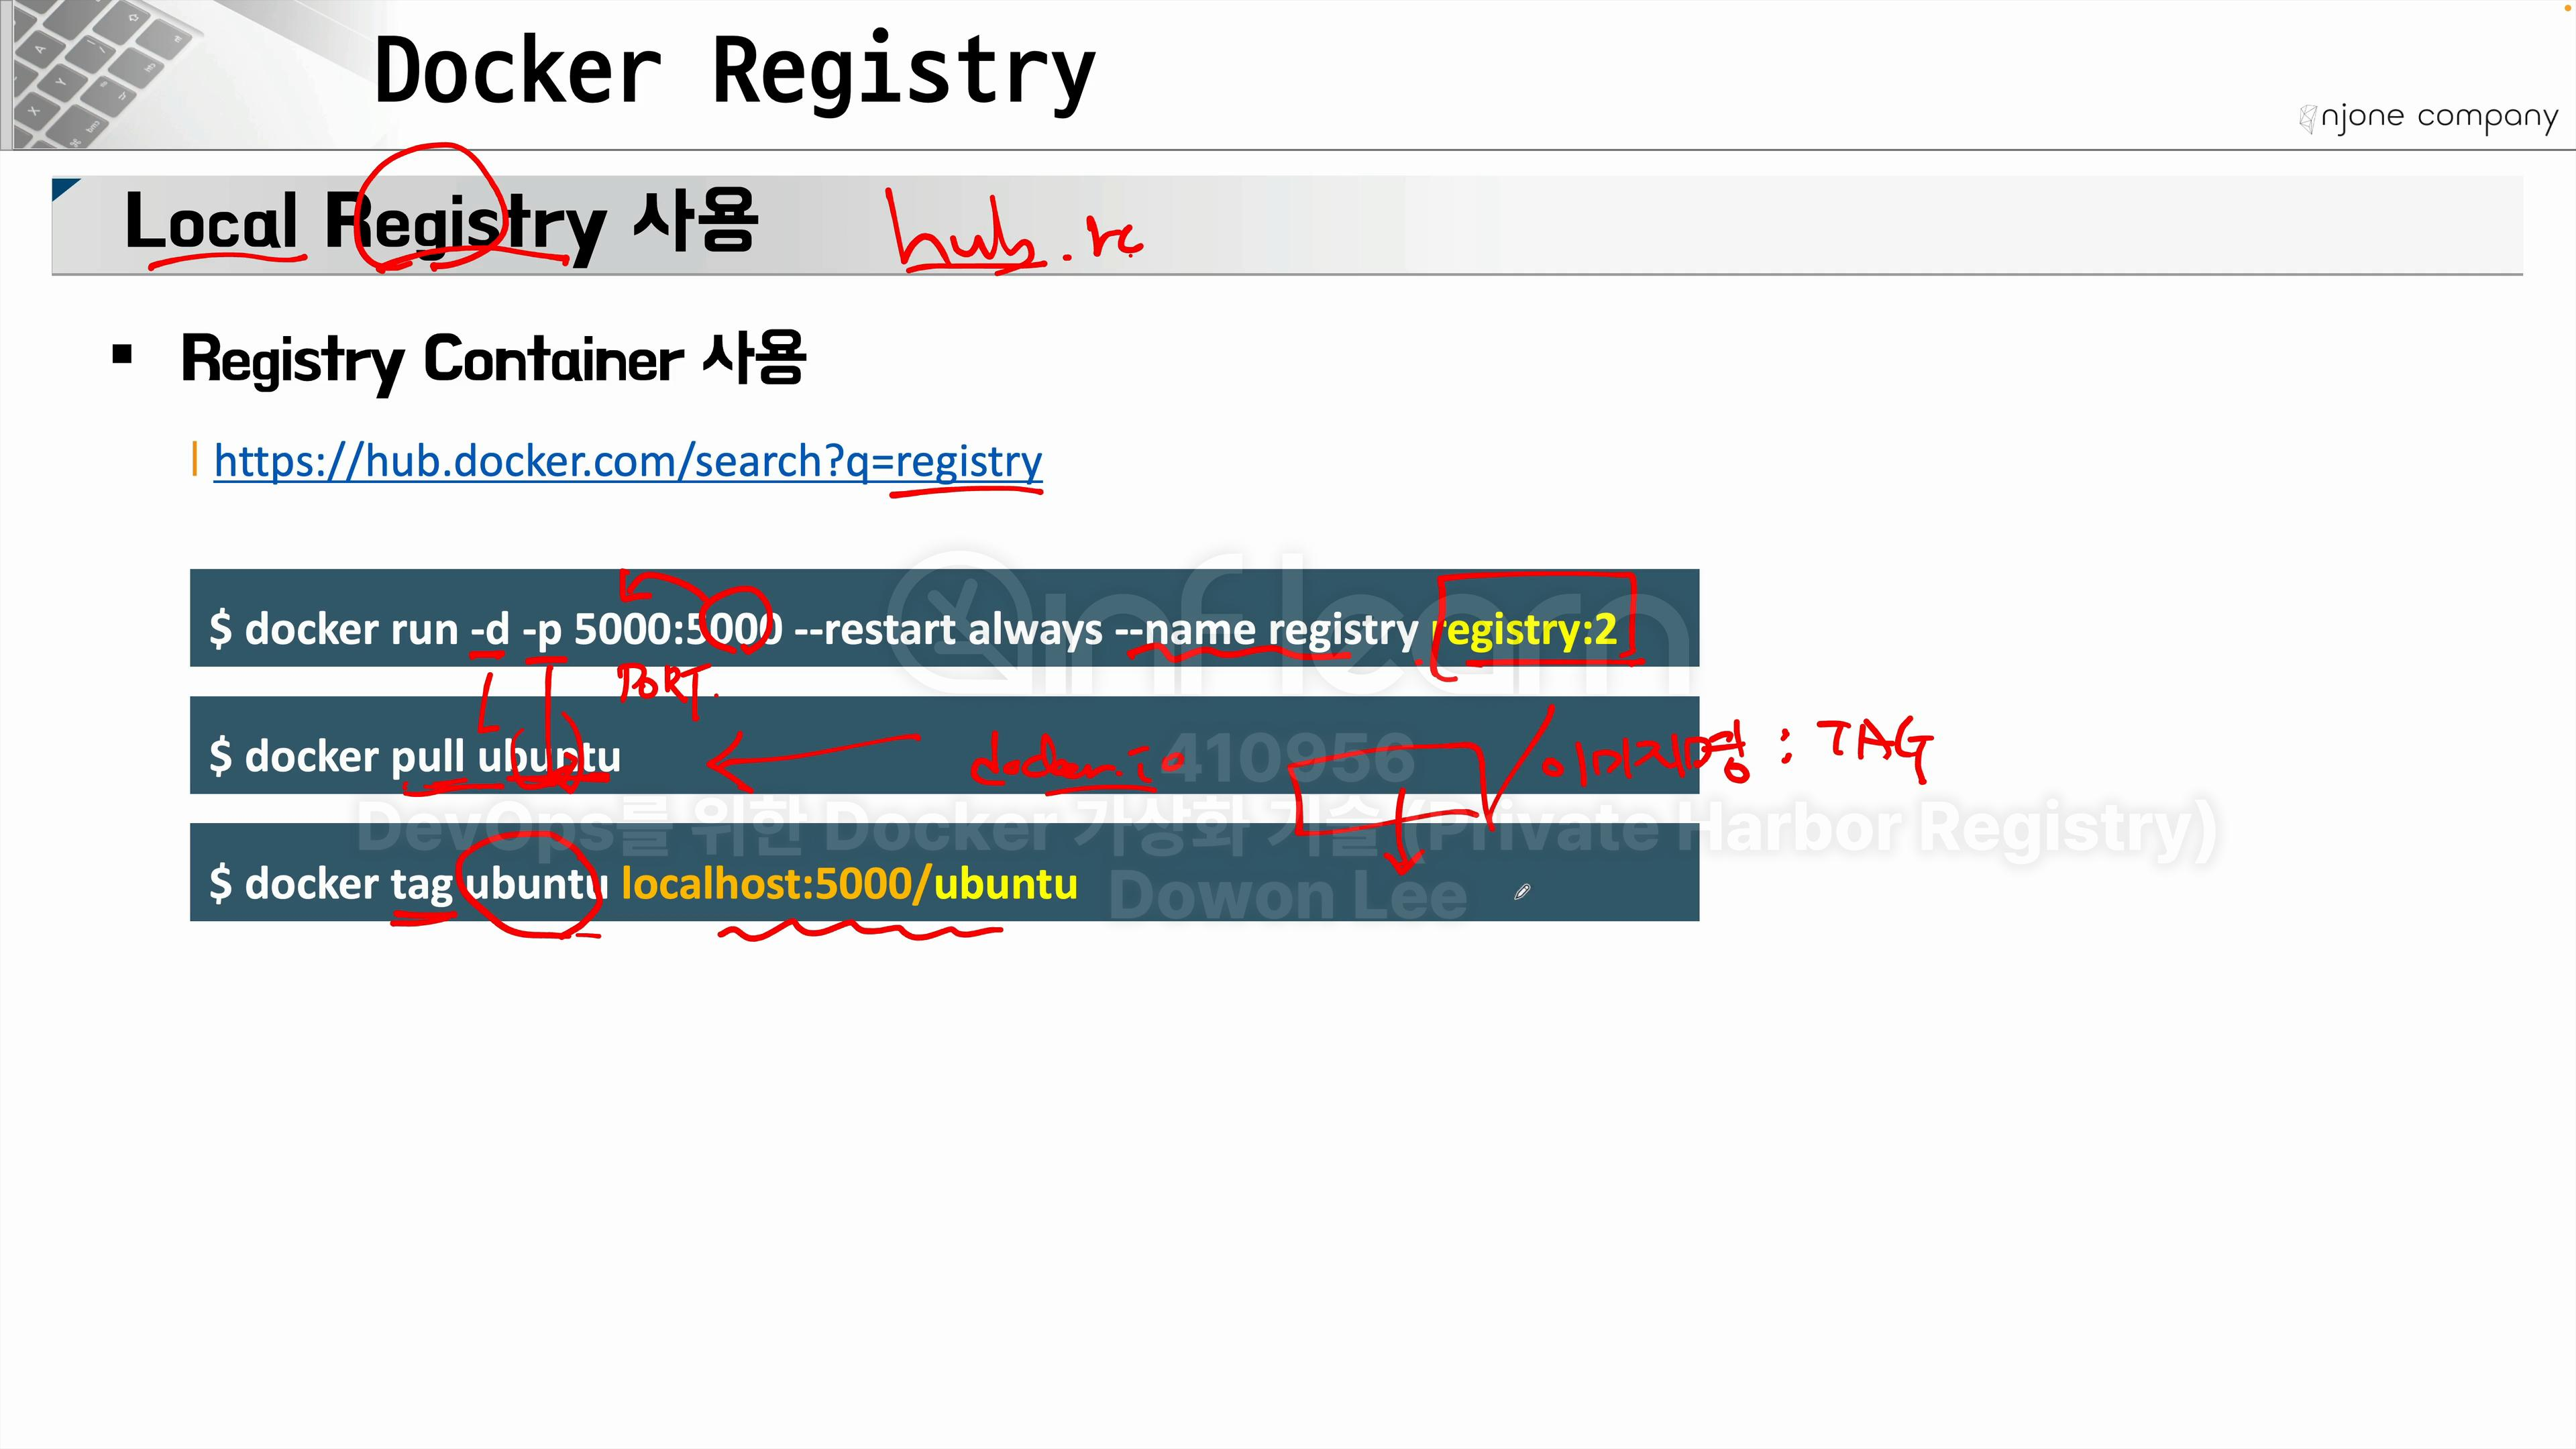 Docker Registry
njone company
Local Registry 사용
hub.
Registry Container 사용
https://hub.docker.com/search?q=registry
inflearn
$ docker run -d -p 5000:5000 --restart always --name registry registry:2
PORT.
$ docker pull ubuntu
docker.io
410956
이미지명 : TAG
DevOps를 위한 Docker 가상화 기술 (Private Harbor Registry)
$ docker tag ubuntu localhost:5000/ubuntu
Dowon Lee